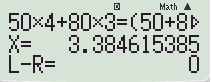 D Math ▲
50×4+80×3=(50+8▷
X= 3.384615385
L-R= 0